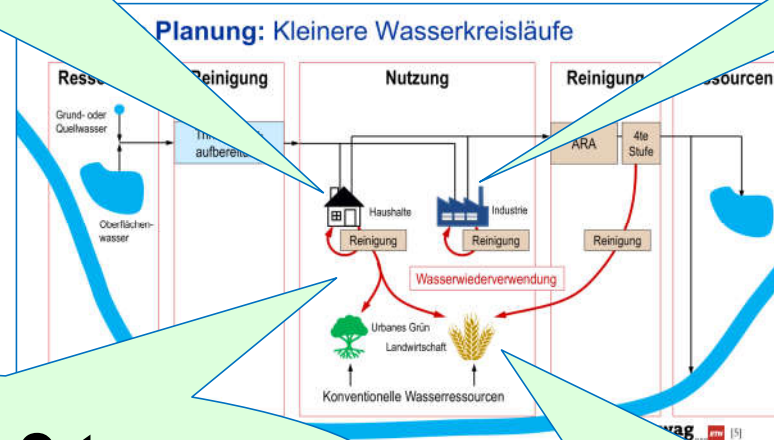 Planung: Kleinere Wasserkreisläufe
Reinigung
Nutzung
Reinigung
Grund- oder
Quellwasser
Oberflächen-
wasser
ARA
4te
Stufe
Haushalte
Industrie
Reinigung
Reinigung
Reinigung
Wasserwiederverwendung
Urbanes Grün
Landwirtschaft
Konventionelle Wasserressourcen
[5]